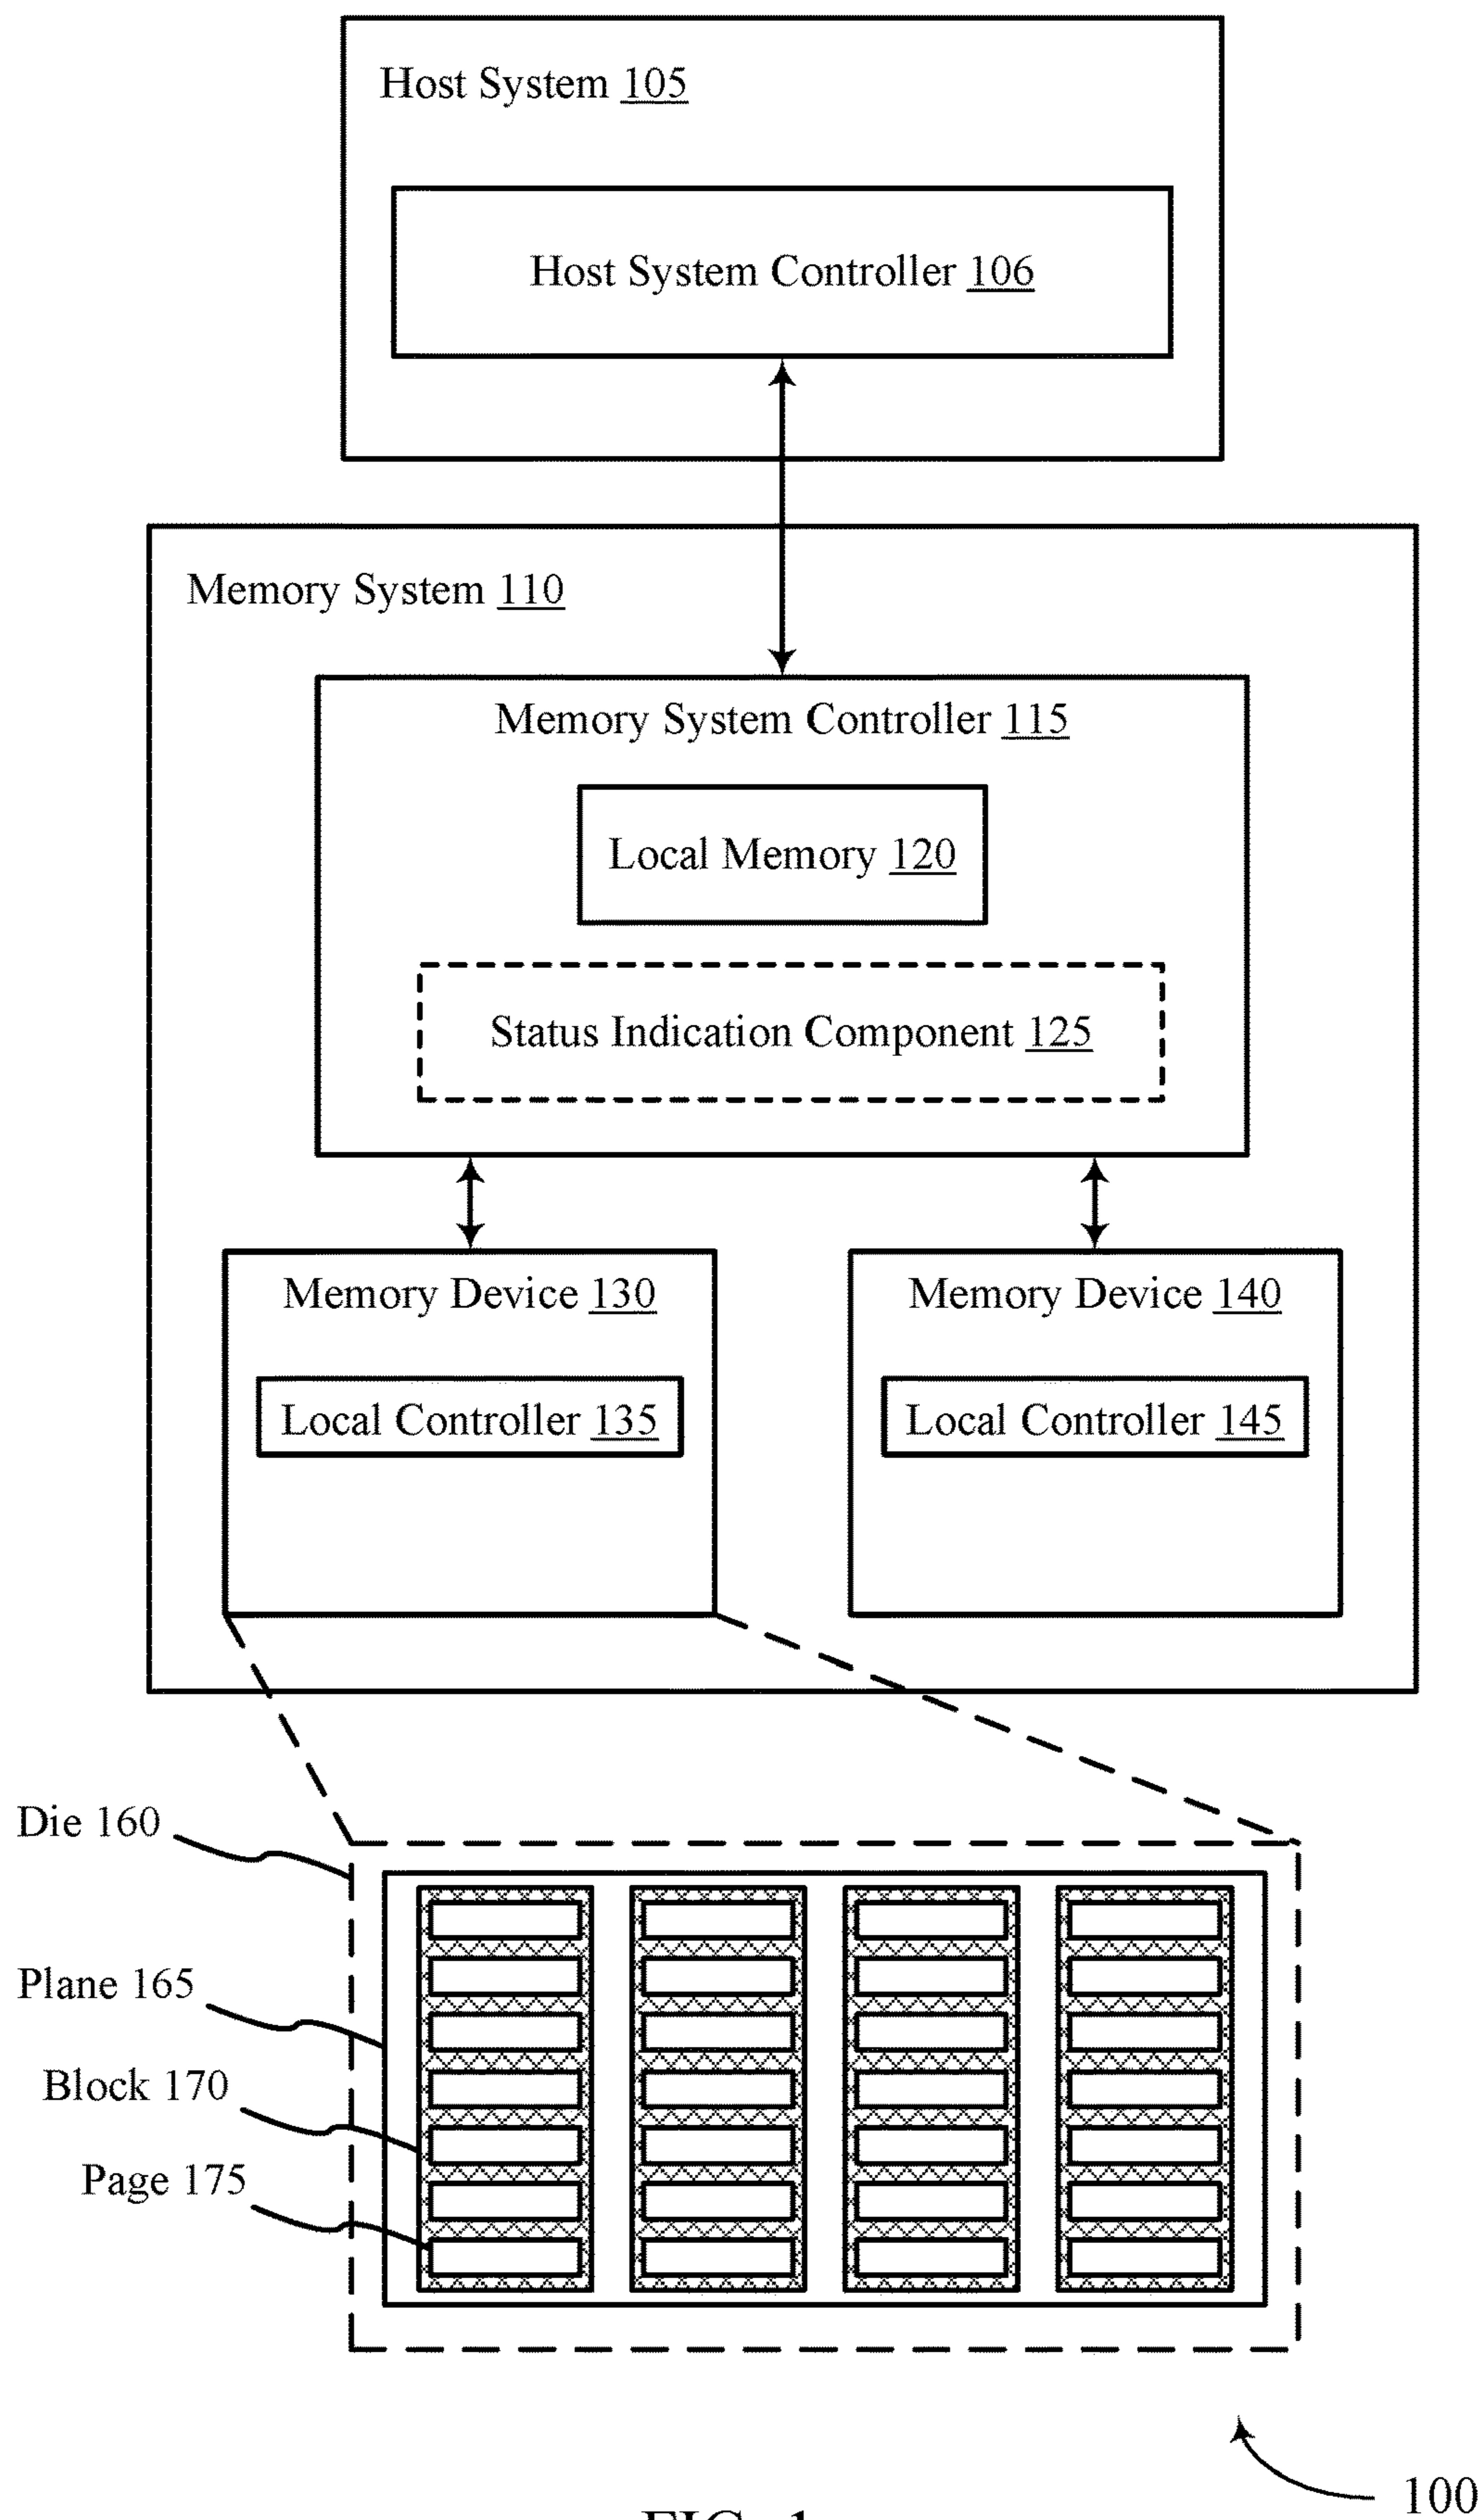 Host System 105
Host System Controller 106
Memory System 110
Memory System Controller 115
Local Memory 120
Status Indication Component 125
Memory Device 130
Memory Device 140
Local Controller 135
Local Controller 145
Die 160
Plane 165
Block 170
Page 175
100
FIG. 1